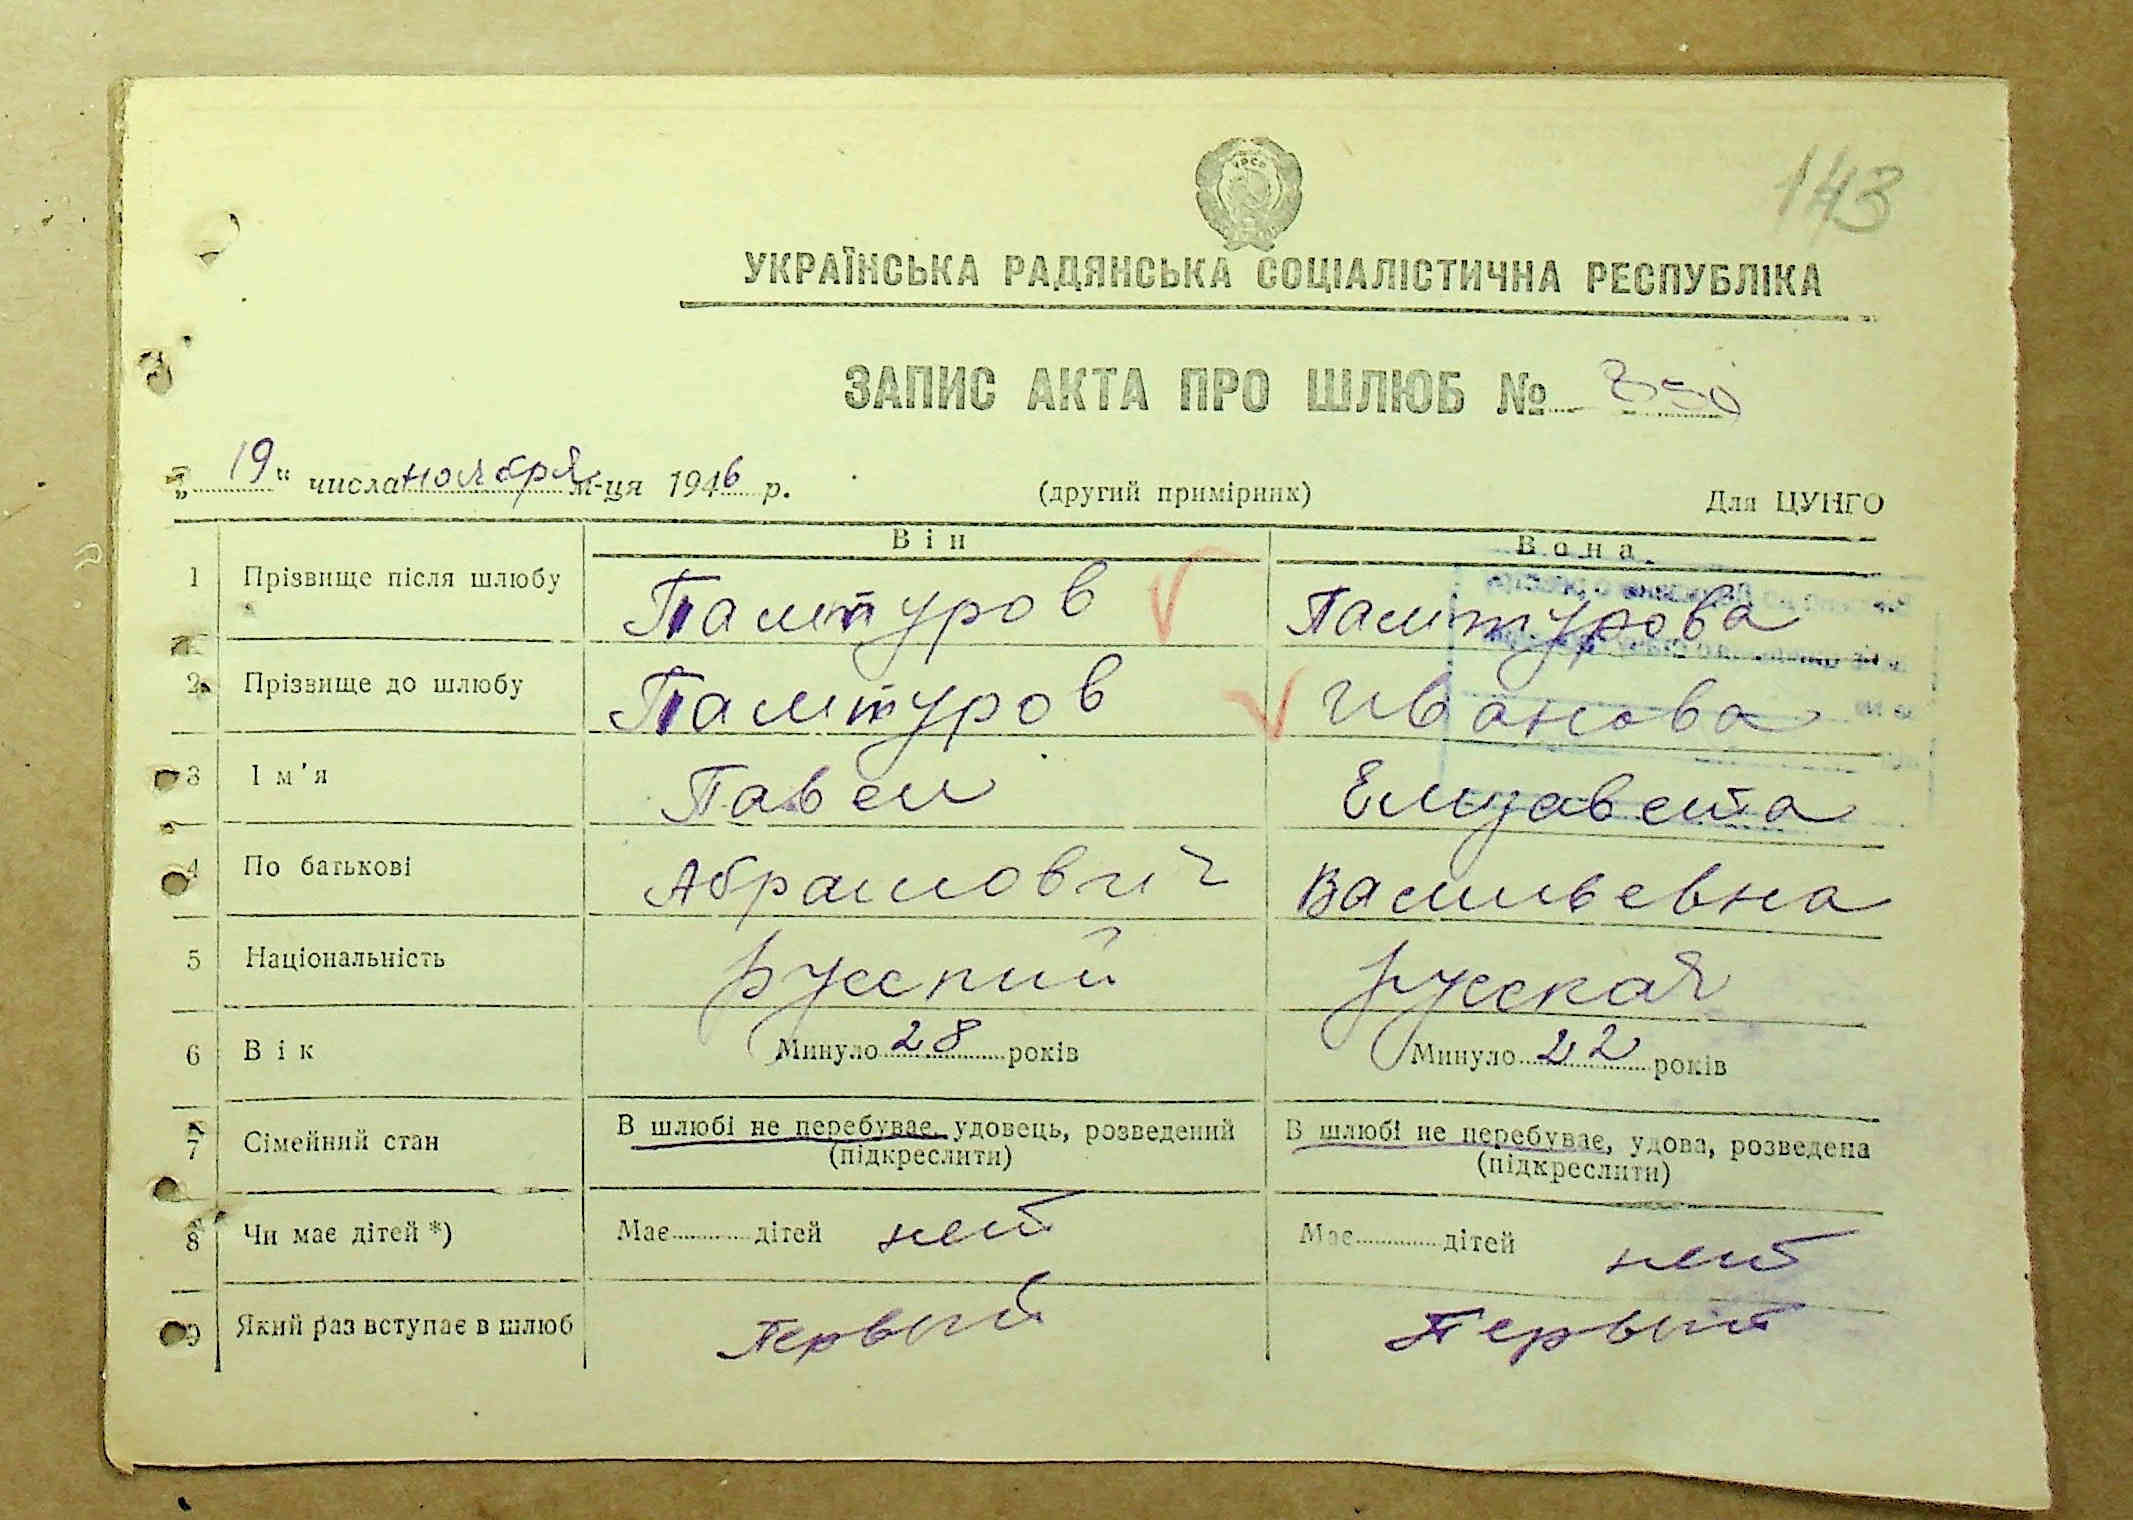 143
УКРАЇНСЬКА РАДЯНСЬКА СОЦІАЛІСТИЧНА РЕСПУБЛІКА
ЗАПИС АКТА ПРО ШЛЮБ № 850
„19“ числа ноября м-ця 1946 р. (другий примірник) Для ЦУНГО
Він Вона
1 Прізвище після шлюбу Памтуров Памтурова
2 Прізвище до шлюбу Памтуров Иванова
3 Ім'я Павел Елизавета
4 По батькові Абрамович Васильевна
5 Національність русский русская
6 Вік Минуло 28 років Минуло 22 років
7 Сімейний стан В шлюбі не перебуває, удовець, розведений В шлюбі не перебуває, удова, розведена
(підкреслити) (підкреслити)
8 Чи має дітей *) Має дітей нет Має дітей нет
9 Який раз вступає в шлюб Первый Первый